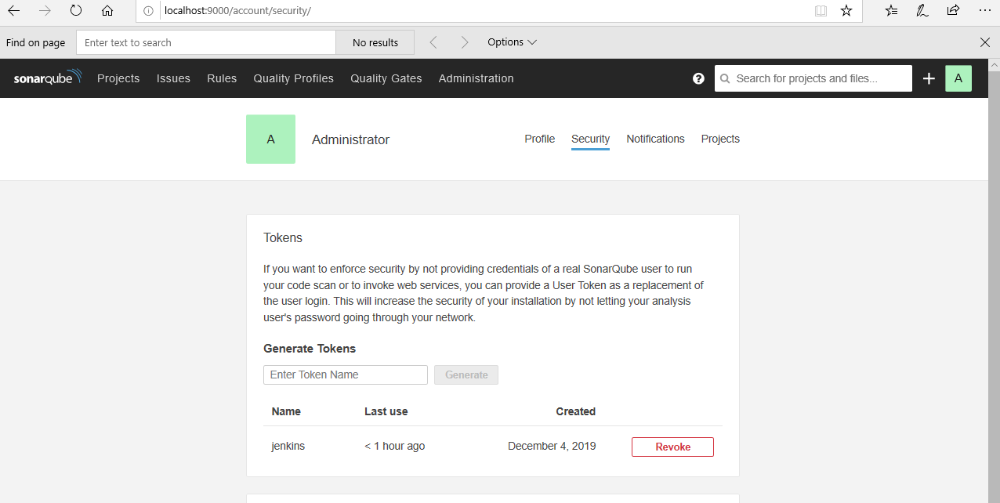 localhost:9000/account/security/
Find on page Enter text to search No results Options
sonarqube Projects Issues Rules Quality Profiles Quality Gates Administration ? Search for projects and files... + A
A Administrator Profile Security Notifications Projects
Tokens
If you want to enforce security by not providing credentials of a real SonarQube user to run
your code scan or to invoke web services, you can provide a User Token as a replacement of
the user login. This will increase the security of your installation by not letting your analysis
user's password going through your network.
Generate Tokens
Enter Token Name Generate
Name Last use Created
jenkins < 1 hour ago December 4, 2019 Revoke